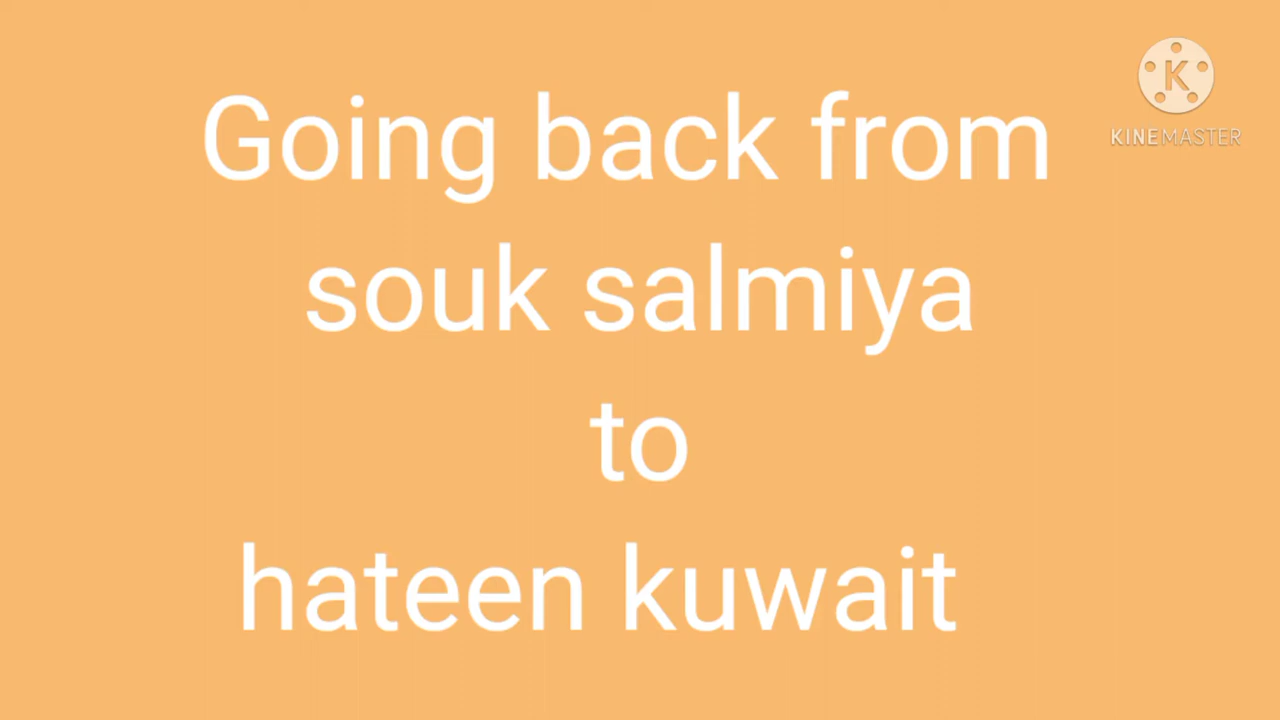 Going back from
souk salmiya
to
hateen kuwait
K
KINEMASTER